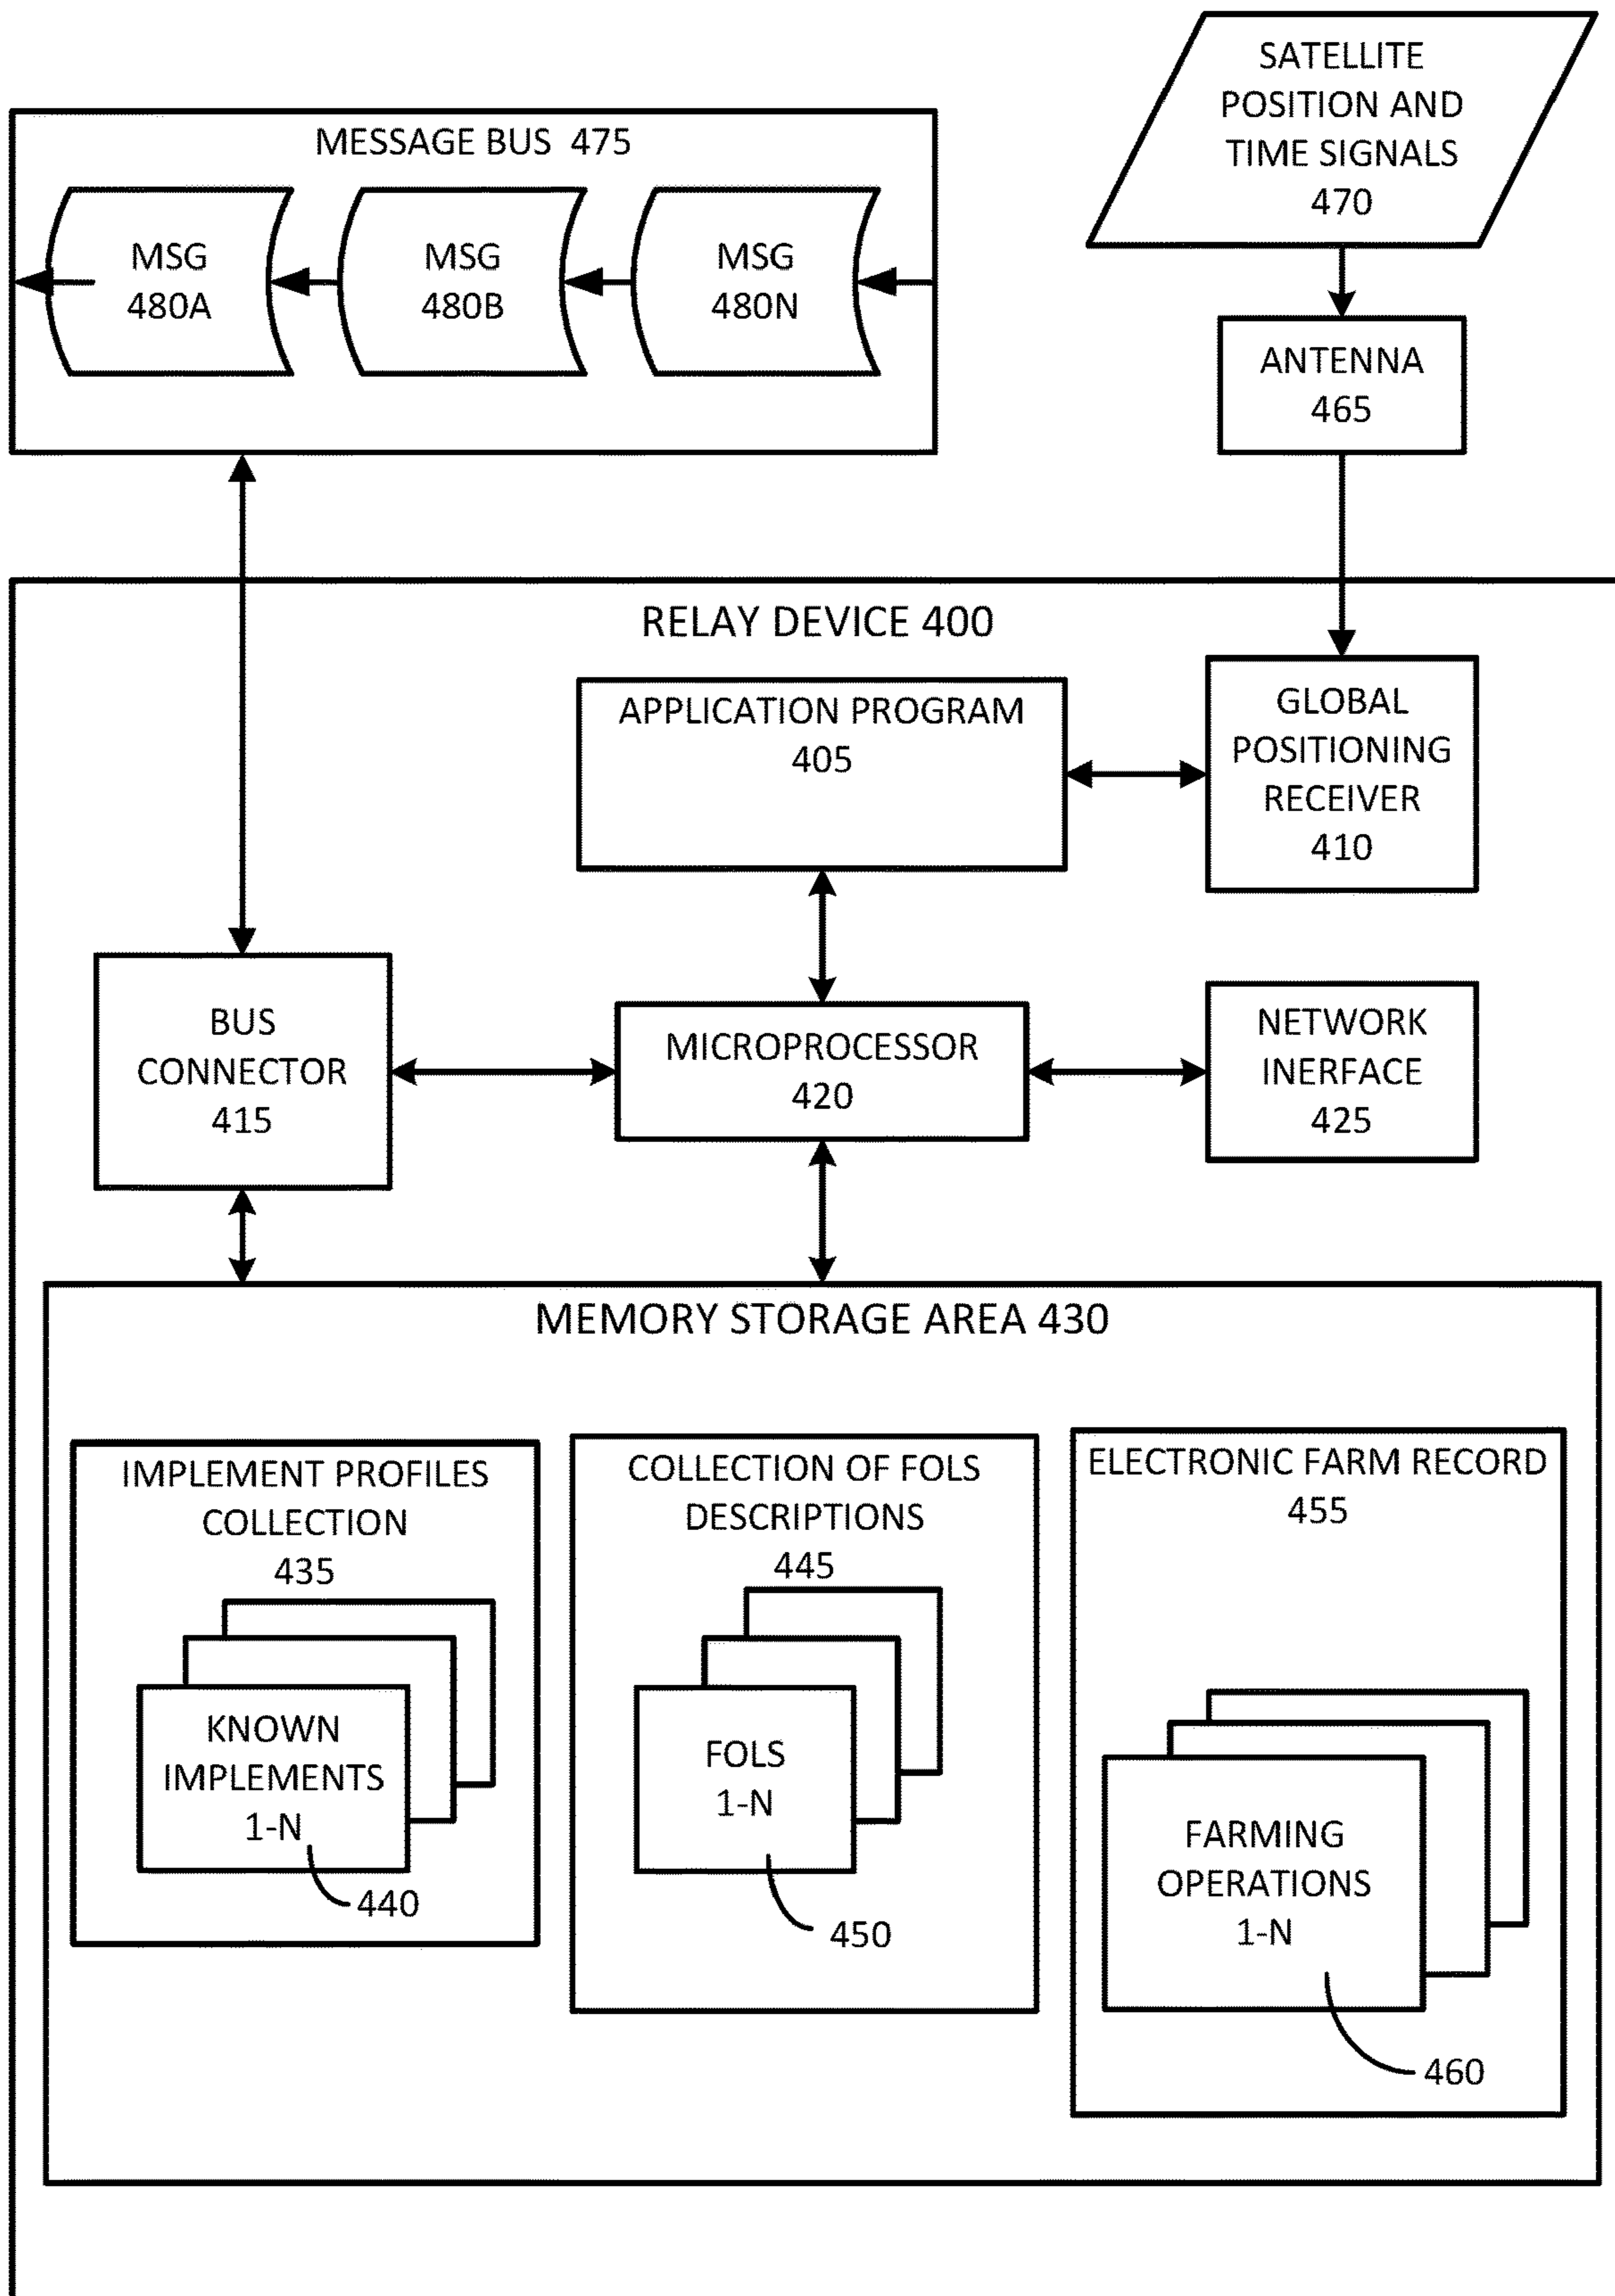 SATELLITE
POSITION AND
TIME SIGNALS
470
MESSAGE BUS 475
MSG
480A
MSG
480B
MSG
480N
ANTENNA
465
RELAY DEVICE 400
APPLICATION PROGRAM
405
GLOBAL
POSITIONING
RECEIVER
410
BUS
CONNECTOR
415
MICROPROCESSOR
420
NETWORK
INERFACE
425
MEMORY STORAGE AREA 430
IMPLEMENT PROFILES
COLLECTION
435
KNOWN
IMPLEMENTS
1-N
440
COLLECTION OF FOLS
DESCRIPTIONS
445
FOLS
1-N
450
ELECTRONIC FARM RECORD
455
FARMING
OPERATIONS
1-N
460